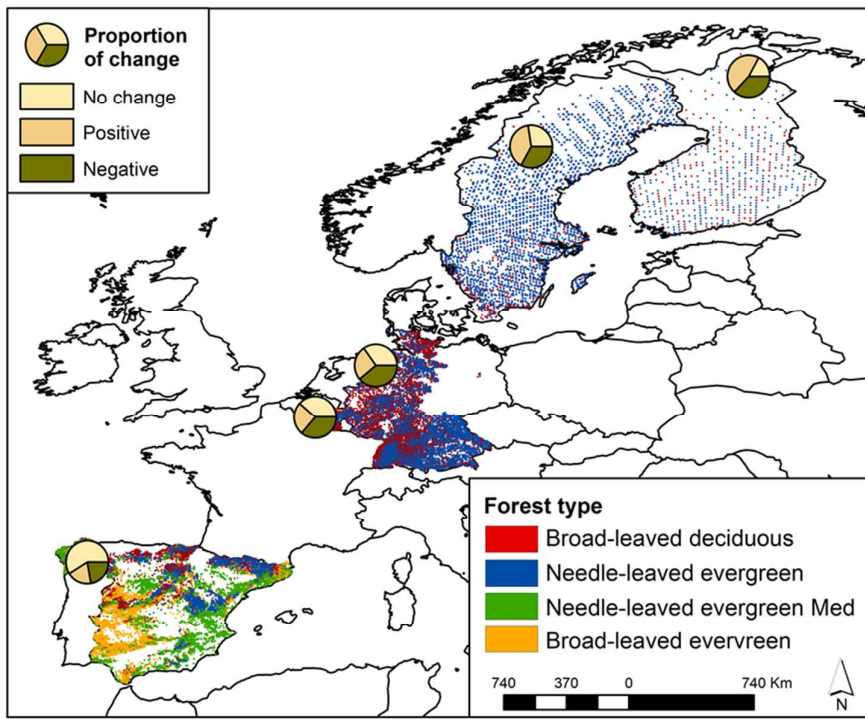 Proportion
of change
No change
Positive
Negative
Forest type
Broad-leaved deciduous
Needle-leaved evergreen
Needle-leaved evergreen Med
Broad-leaved evervreen
740 370 0 740 Km
N